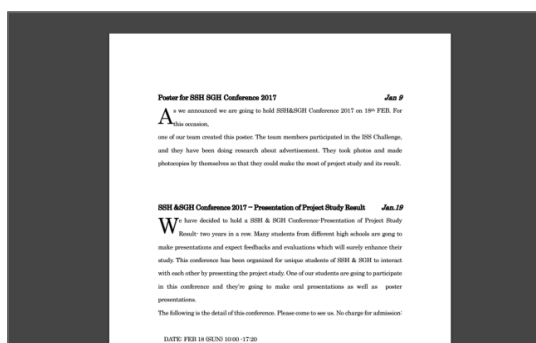 Poster for SSH SGH Conference 2017 Jan 9
As we announced we are going to hold SSH&SGH Conference 2017 on 18th FEB. For
this occasion,
one of our team created this poster. The team members participated in the ISS Challenge,
and they have been doing research about advertisement. They took photos and made
photocopies by themselves so that they could make the most of project study and its result.
SSH &SGH Conference 2017 – Presentation of Project Study Result Jan.19
We have decided to hold a SSH & SGH Conference-Presentation of Project Study
Result- two years in a row. Many students from different high schools are gong to
make presentations and expect feedbacks and evaluations which will surely enhance their
study. This conference has been organized for unique students of SSH & SGH to interact
with each other by presenting the project study. One of our students are going to participate
in this conference and they're going to make oral presentations as well as poster
presentations.
The following is the detail of this conference. Please come to see us. No charge for admission:
DATE: FEB 18 (SUN) 10:00 -17:20